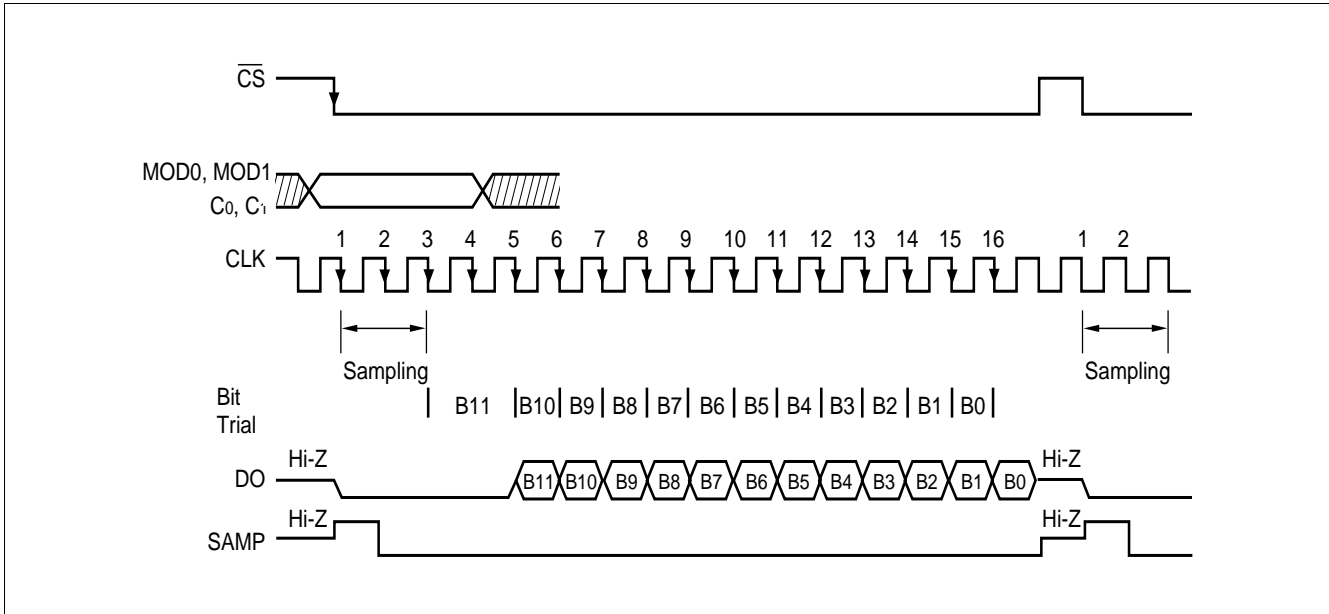 CS
MOD0, MOD1
C0, C1
1 2 3 4 5 6 7 8 9 10 11 12 13 14 15 16 1 2
CLK
Sampling
Sampling
Bit
Trial
B11 B10 B9 B8 B7 B6 B5 B4 B3 B2 B1 B0
Hi-Z Hi-Z
DO B11 B10 B9 B8 B7 B6 B5 B4 B3 B2 B1 B0
Hi-Z Hi-Z
SAMP